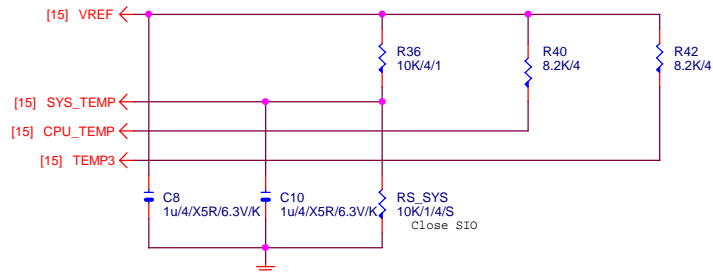 [15] VREF
R36
10K/4/1
R40
8.2K/4
R42
8.2K/4
[15] SYS_TEMP
[15] CPU_TEMP
[15] TEMP3
C8
1u/4/X5R/6.3V/K
C10
1u/4/X5R/6.3V/K
RS_SYS
10K/1/4/S
Close SIO